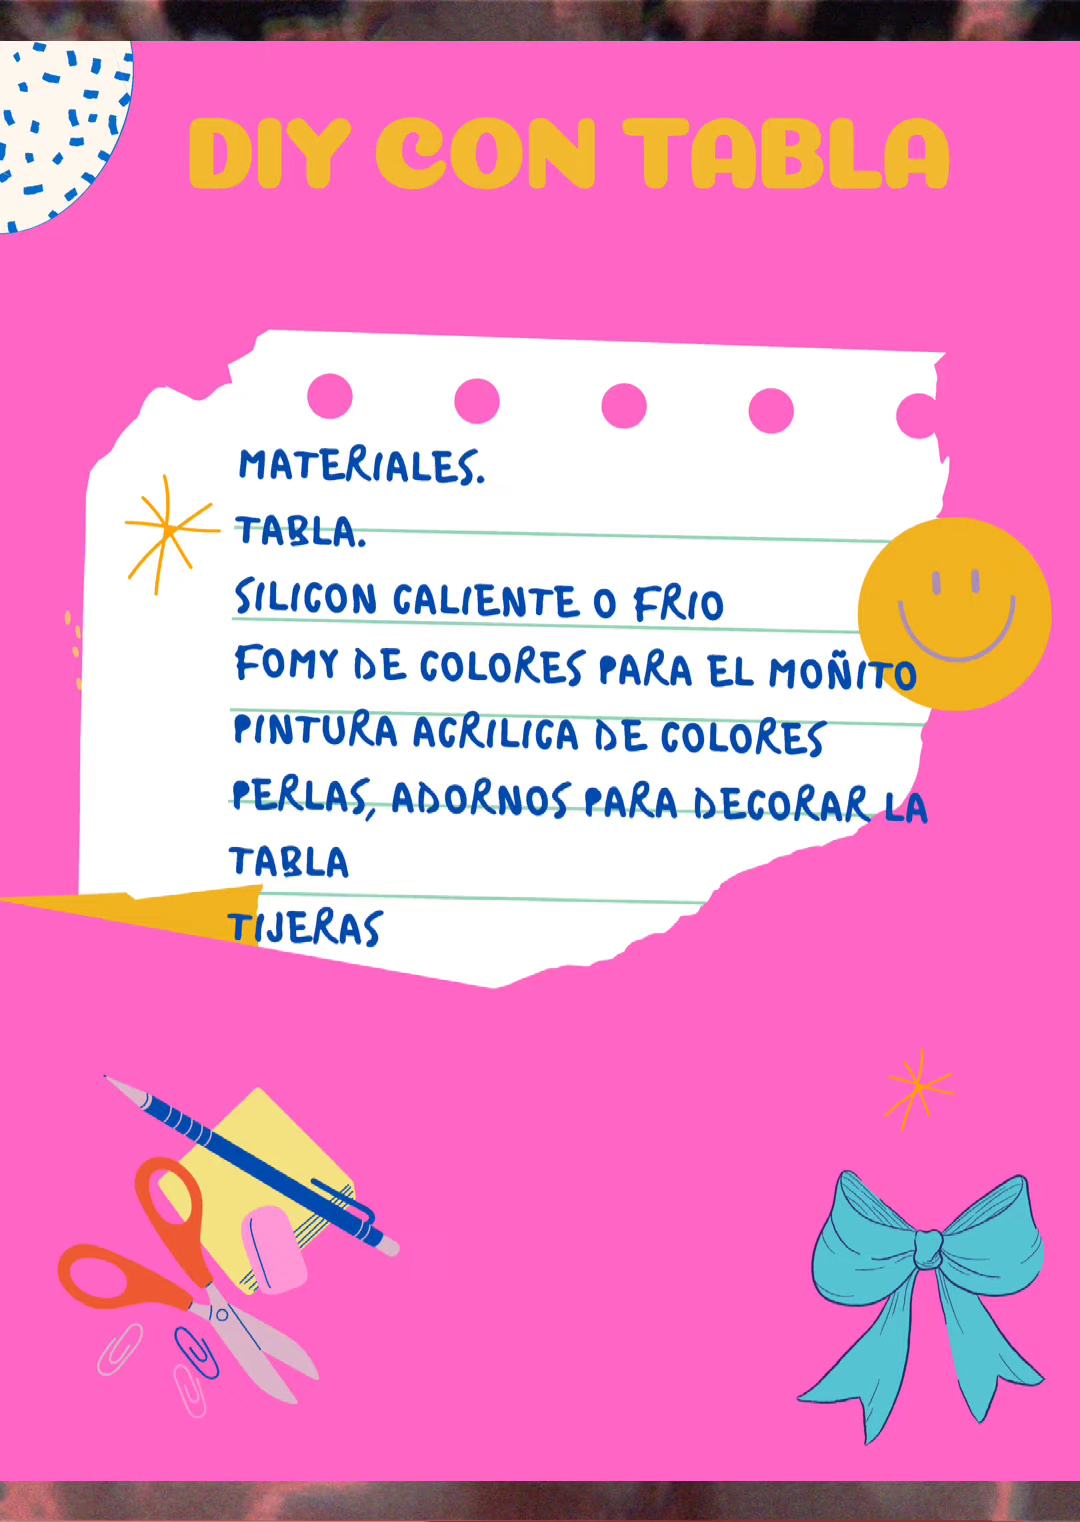 DIY CON TABLA
MATERIALES.
TABLA.
SILICON CALIENTE O FRIO
FOMY DE COLORES PARA EL MOÑITO
PINTURA ACRILICA DE COLORES
PERLAS, ADORNOS PARA DECORAR LA
TABLA
TIJERAS